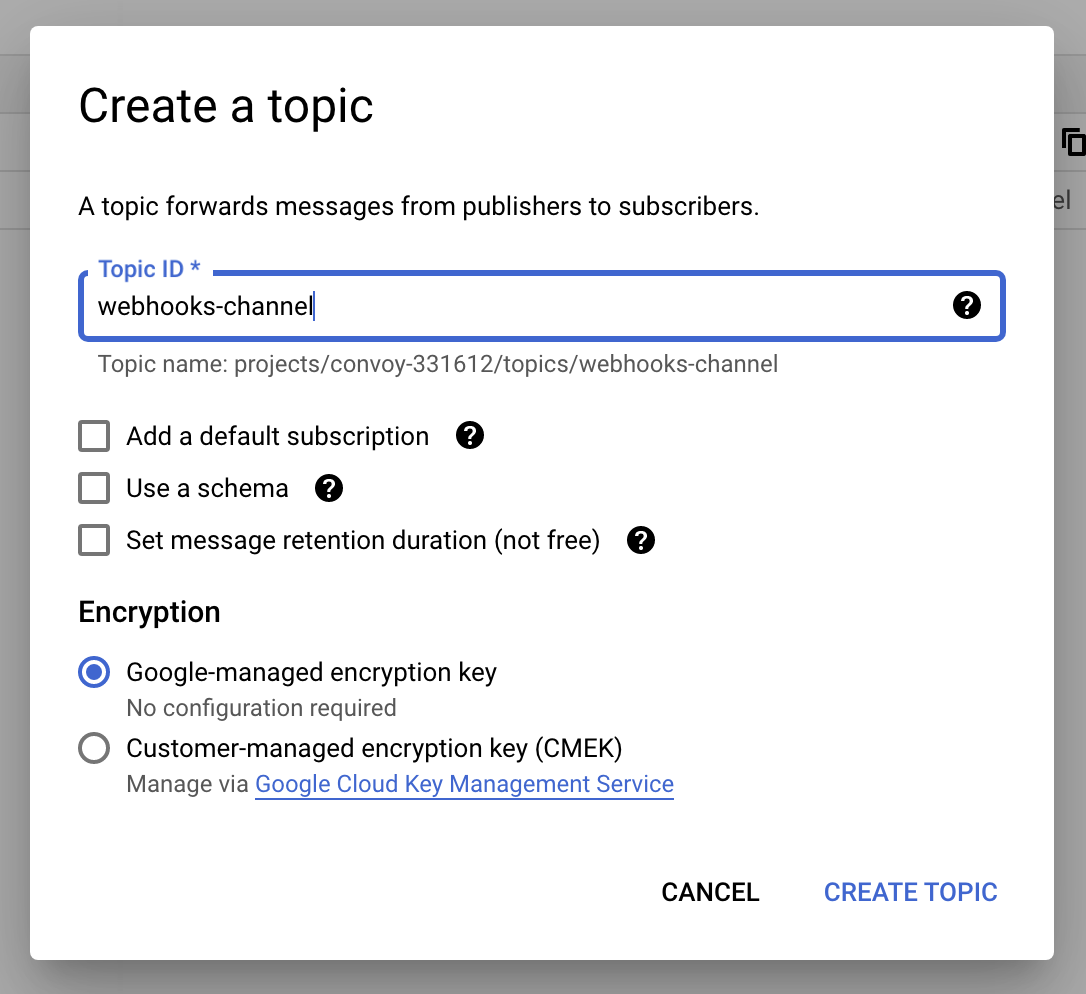 Create a topic
A topic forwards messages from publishers to subscribers.
Topic ID *
webhooks-channel
Topic name: projects/convoy-331612/topics/webhooks-channel
el
Add a default subscription
Use a schema
Set message retention duration (not free)
Encryption
Google-managed encryption key
No configuration required
Customer-managed encryption key (CMEK)
Manage via Google Cloud Key Management Service
CANCEL CREATE TOPIC